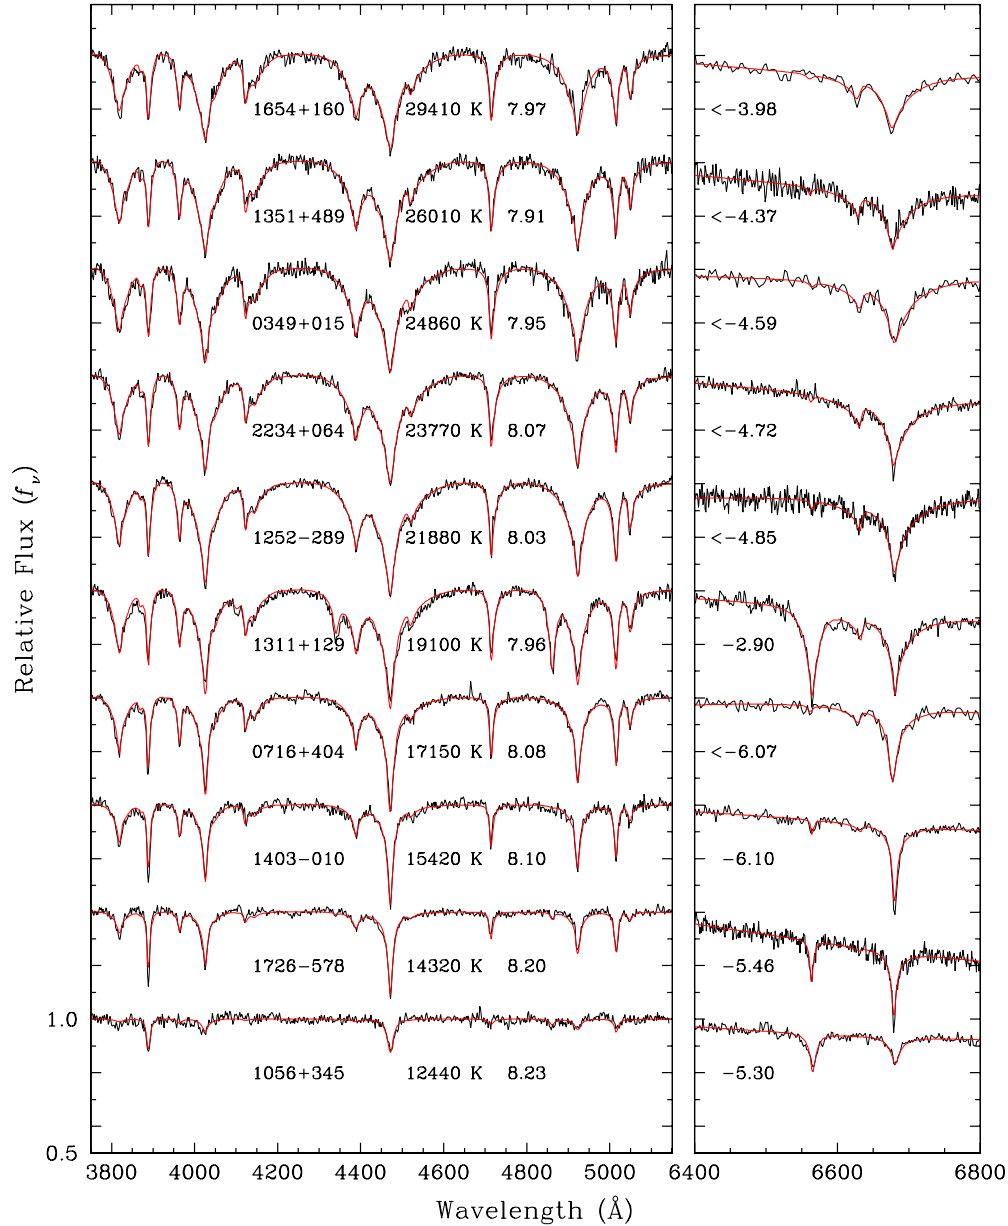 1654+160 29410 K 7.97 <-3.98
1351+489 26010 K 7.91 <-4.37
0349+015 24860 K 7.95 <-4.59
2234+064 23770 K 8.07 <-4.72
1252-289 21880 K 8.03 <-4.85
1311+129 19100 K 7.96 -2.90
0716+404 17150 K 8.08 <-6.07
1403-010 15420 K 8.10 -6.10
1726-578 14320 K 8.20 -5.46
1056+345 12440 K 8.23 -5.30
Relative Flux (fν)
1.0
0.5
3800 4000 4200 4400 4600 4800 5000 6400 6600 6800
Wavelength (Å)